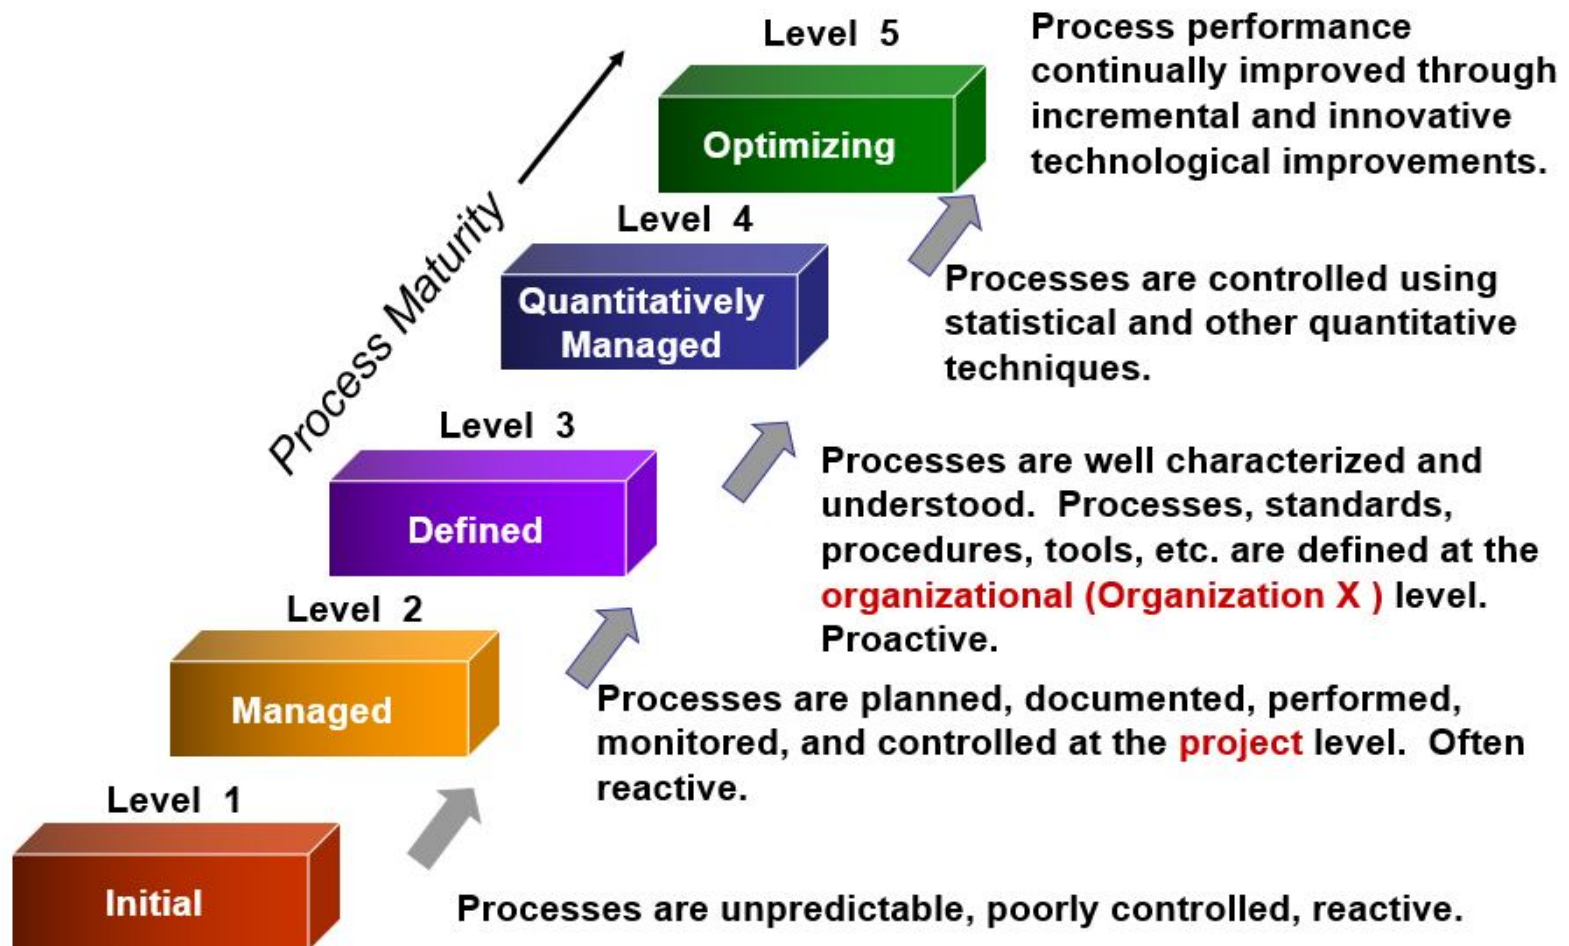 Level 5
Optimizing
Process performance
continually improved through
incremental and innovative
technological improvements.
Process Maturity
Level 4
Quantitatively
Managed
Processes are controlled using
statistical and other quantitative
techniques.
Level 3
Defined
Processes are well characterized and
understood. Processes, standards,
procedures, tools, etc. are defined at the
organizational (Organization X ) level.
Proactive.
Level 2
Managed
Processes are planned, documented, performed,
monitored, and controlled at the project level. Often
reactive.
Level 1
Initial
Processes are unpredictable, poorly controlled, reactive.